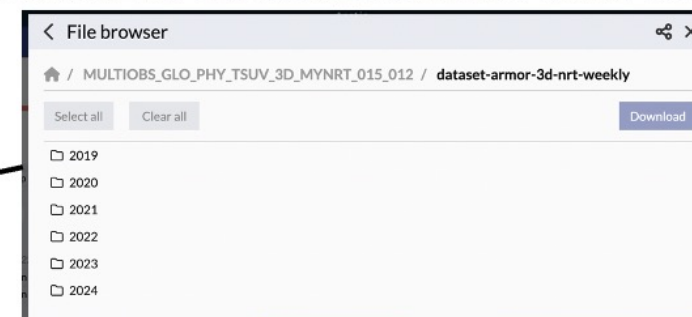 File browser
/ MULTIOBS_GLO_PHY_TSUV_3D_MYNRT_015_012 / dataset-armor-3d-nrt-weekly
Select all Clear all Download
2019
2020
2021
2022
2023
2024